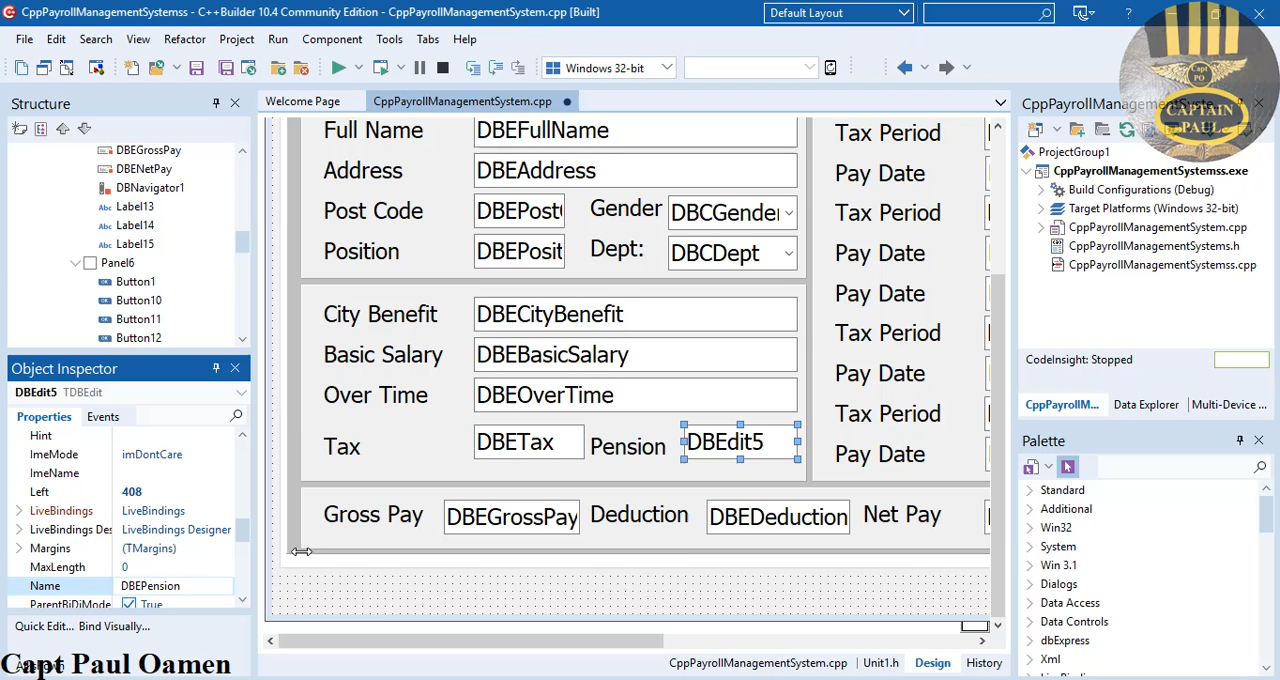 CppPayrollManagementSystemss - C++Builder 10.4 Community Edition - CppPayrollManagementSystem.cpp [Built]
Default Layout
File Edit Search View Refactor Project Run Component Tools Tabs Help
Windows 32-bit
Capt
PO
CAPTAIN
PAUL
Structure
DBEGrossPay
DBENetPay
DBNavigator1
Label13
Label14
Label15
Panel6
Button1
Button10
Button11
Button12
Object Inspector
DBEdit5 TDBEdit
Properties Events
Hint
ImeMode imDontCare
ImeName
Left 408
LiveBindings LiveBindings
LiveBindings Des LiveBindings Designer
Margins (TMargins)
MaxLength 0
Name DBEPension
ParentBiDiMode True
Quick Edit... Bind Visually...
Capt Paul Oamen
Welcome Page CppPayrollManagementSystem.cpp
Full Name DBEFullName
Address DBEAddress
Post Code DBEPost Gender DBCGender
Position DBEPosit Dept: DBCDept
City Benefit DBECityBenefit
Basic Salary DBEBasicSalary
Over Time DBEOverTime
Tax DBETax Pension DBEdit5
Gross Pay DBEGrossPay Deduction DBEDeduction Net Pay
Tax Period
Pay Date
Tax Period
Pay Date
Pay Date
Tax Period
Pay Date
Tax Period
Pay Date
CppPayrollManagementSystem.cpp Unit1.h Design History
CppPayrollManagementSyste
ProjectGroup1
CppPayrollManagementSystemss.exe
Build Configurations (Debug)
Target Platforms (Windows 32-bit)
CppPayrollManagementSystem.cpp
CppPayrollManagementSystems.h
CppPayrollManagementSystemss.cpp
CodeInsight: Stopped
CppPayrollM... Data Explorer Multi-Device ...
Palette
Standard
Additional
Win32
System
Win 3.1
Dialogs
Data Access
Data Controls
dbExpress
Xml